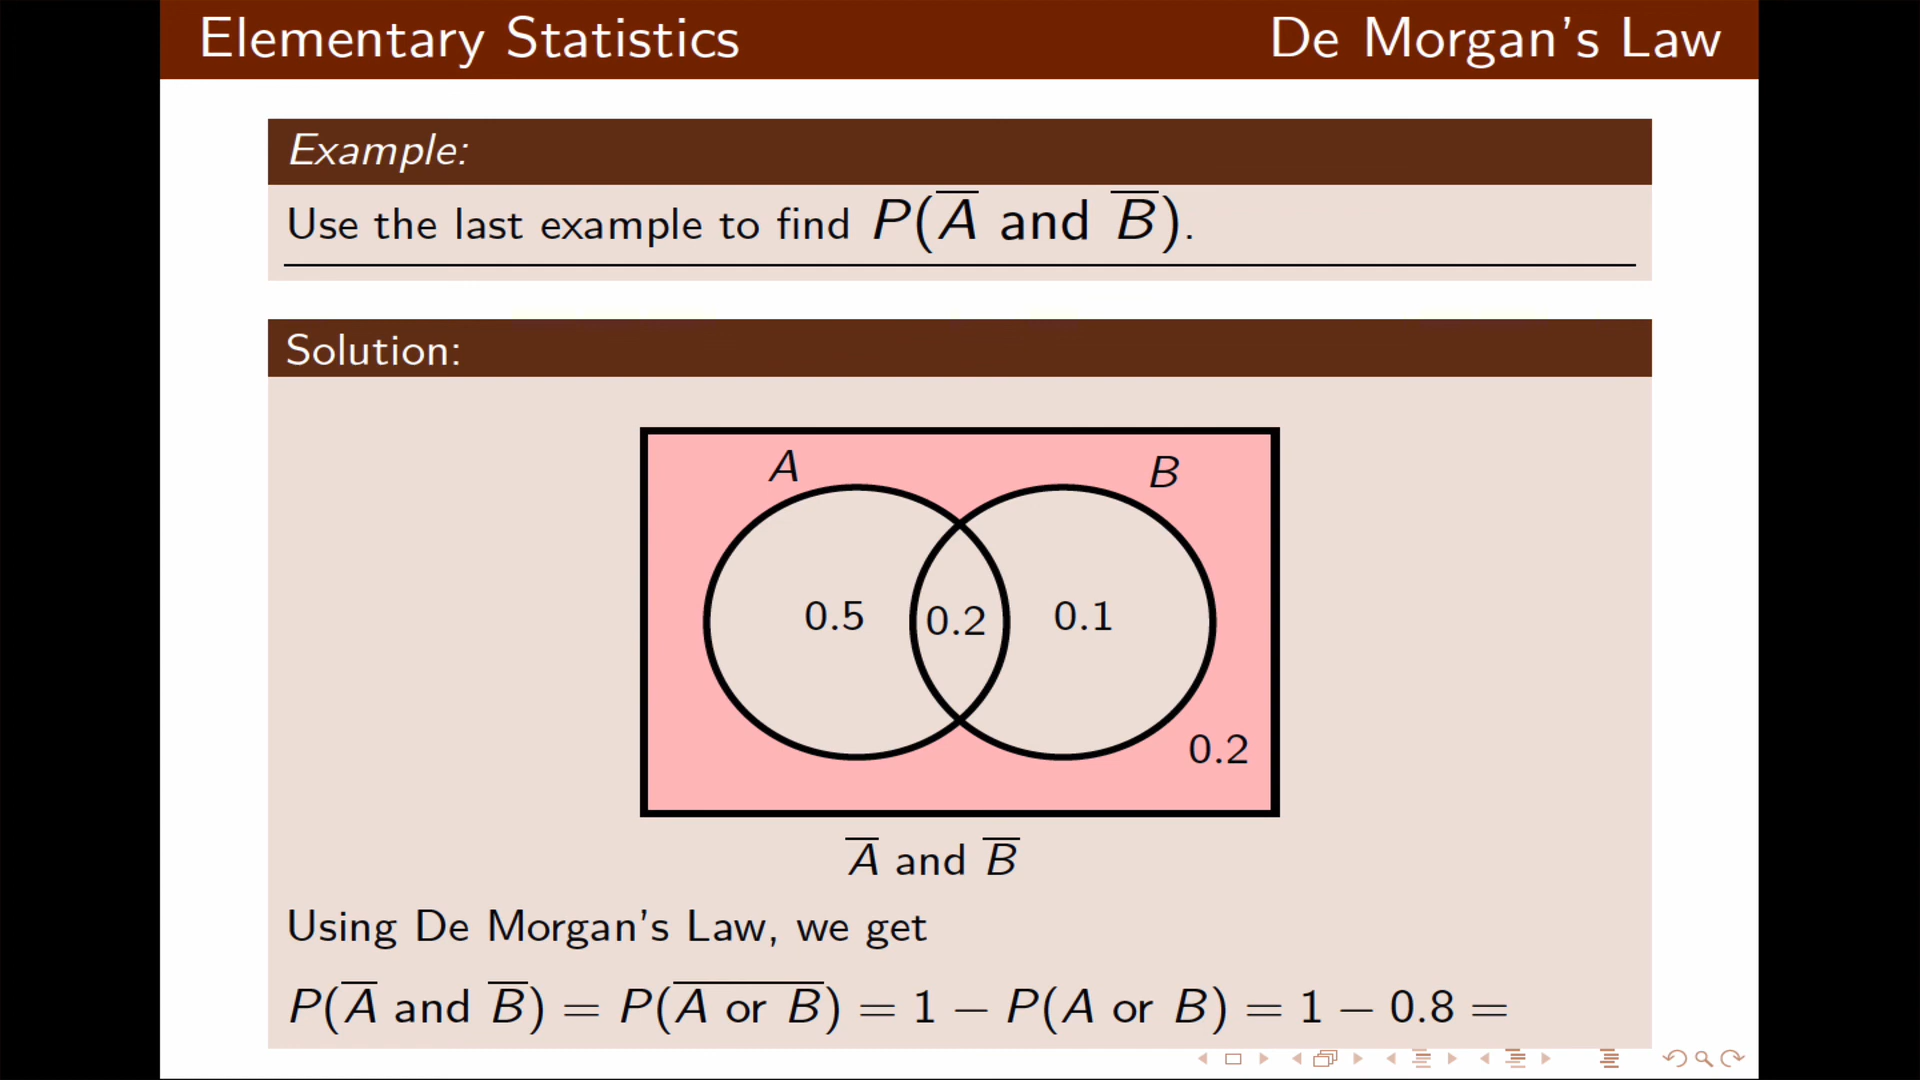 Elementary Statistics De Morgan's Law
Example:
Use the last example to find P(A̅ and B̅).
Solution:
A B
0.5 0.2 0.1
0.2
A̅ and B̅
Using De Morgan's Law, we get
P(A̅ and B̅) = P(A̅ ̅o̅r̅ ̅B̅) = 1 − P(A or B) = 1 − 0.8 =